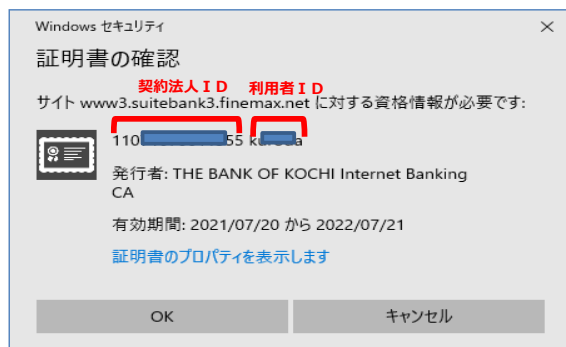 Windows セキュリティ
証明書の確認
契約法人ＩＤ 利用者ＩＤ
サイト www3.suitebank3.finemax.net に対する資格情報が必要です:
発行者: THE BANK OF KOCHI Internet Banking
CA
有効期間: 2021/07/20 から 2022/07/21
証明書のプロパティを表示します
OK キャンセル